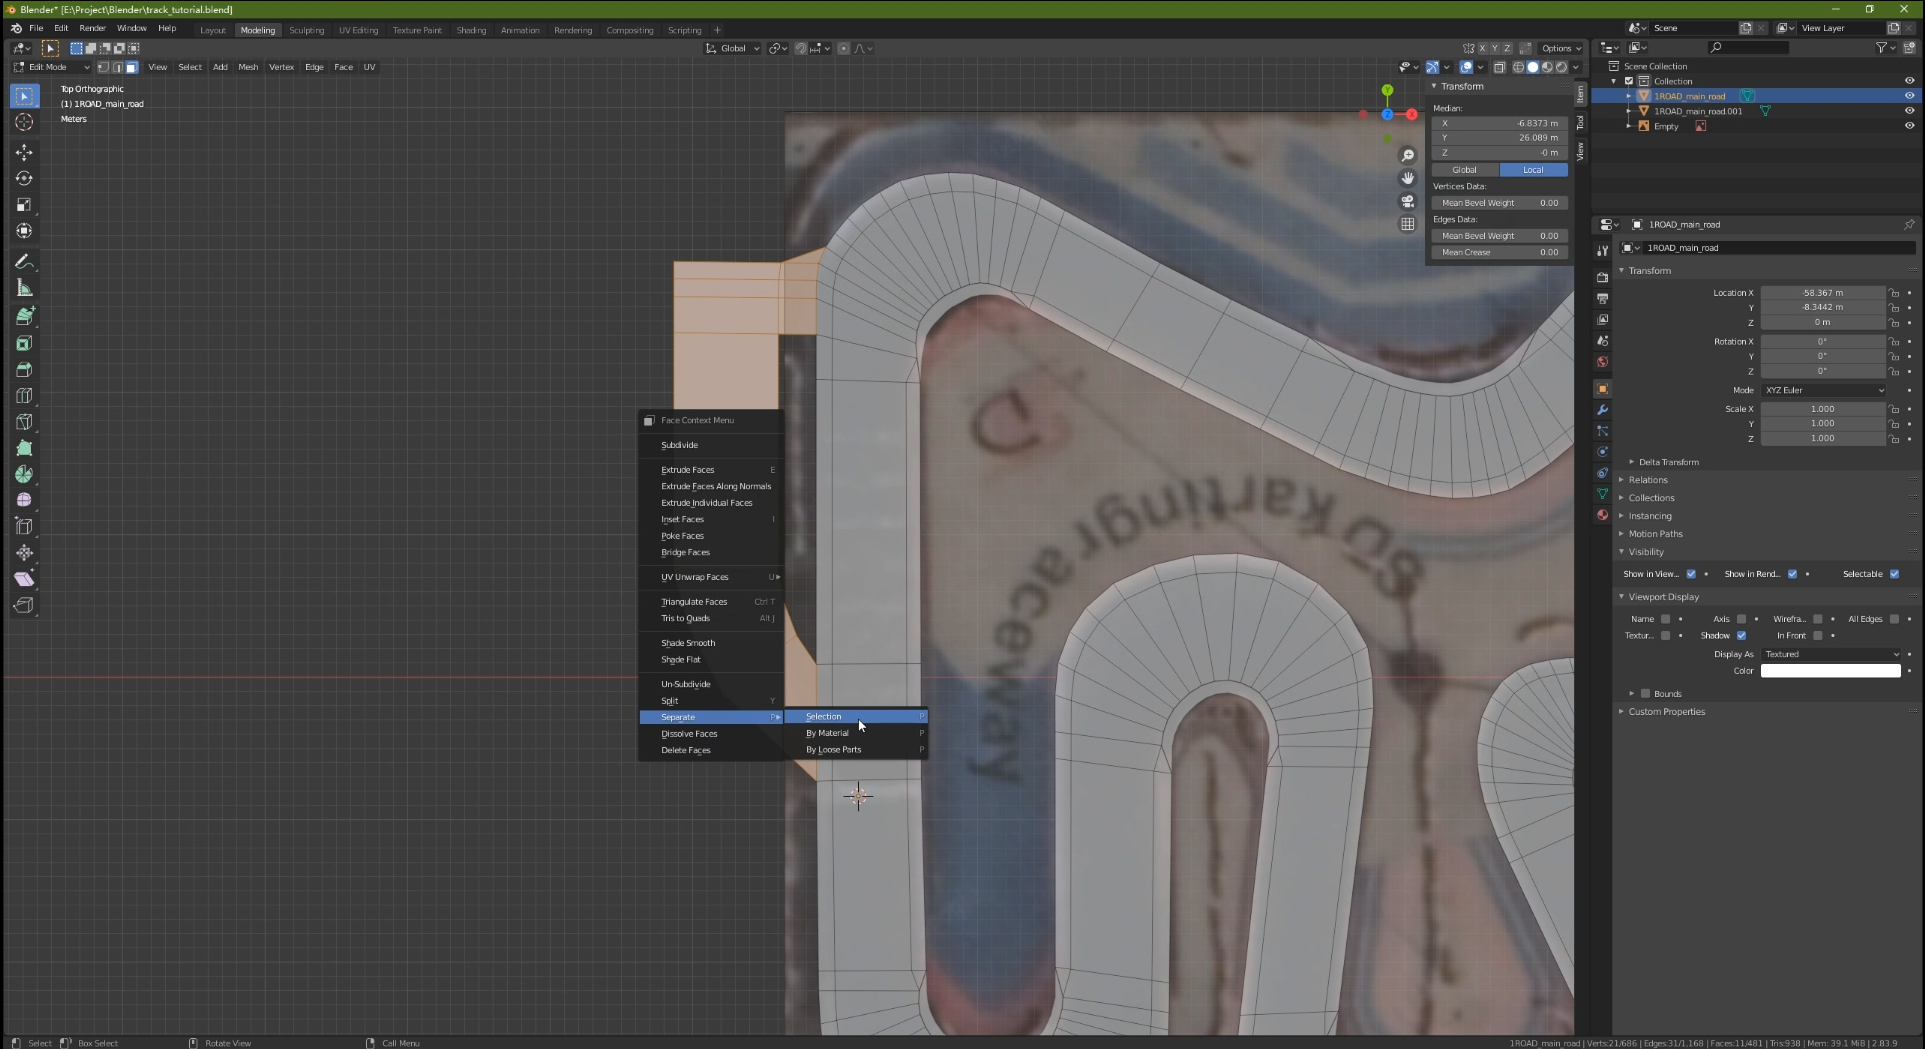 Blender* [E:\Project\Blender\track_tutorial.blend]
File Edit Render Window Help Layout Modeling Sculpting UV Editing Texture Paint Shading Animation Rendering Compositing Scripting + Scene View Layer
Global X Y Z Options
Edit Mode View Select Add Mesh Vertex Edge Face UV
Top Orthographic
(1) 1ROAD_main_road
Meters
Y
Z
X
Transform
Median:
X -6.8373 m
Y 26.089 m
Z -0 m
Global Local
Vertices Data:
Mean Bevel Weight 0.00
Edges Data:
Mean Bevel Weight 0.00
Mean Crease 0.00
Item
Tool
View
Face Context Menu
Subdivide
Extrude Faces E
Extrude Faces Along Normals
Extrude Individual Faces
Inset Faces I
Poke Faces
Bridge Faces
UV Unwrap Faces U
Triangulate Faces Ctrl T
Tris to Quads Alt J
Shade Smooth
Shade Flat
Un-Subdivide
Split Y
Separate P
Dissolve Faces
Delete Faces
Selection P
By Material P
By Loose Parts P
Scene Collection
Collection
1ROAD_main_road
1ROAD_main_road.001
Empty
1ROAD_main_road
1ROAD_main_road
Transform
Location X -58.367 m
Y -8.3442 m
Z 0 m
Rotation X 0°
Y 0°
Z 0°
Mode XYZ Euler
Scale X 1.000
Y 1.000
Z 1.000
Delta Transform
Relations
Collections
Instancing
Motion Paths
Visibility
Show in View... Show in Rend... Selectable
Viewport Display
Name Axis Wirefra... All Edges
Textur... Shadow In Front
Display As Textured
Color
Bounds
Custom Properties
Select Box Select Rotate View Call Menu
1ROAD_main_road | Verts:21/686 | Edges:31/1,168 | Faces:11/481 | Tris:938 | Mem: 39.1 MiB | 2.83.9